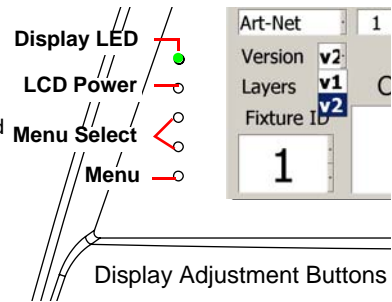 Display LED
LCD Power
Menu Select
Menu
Art-Net 1
Version v2
v1
Layers
v2
Fixture ID
1
Display Adjustment Buttons